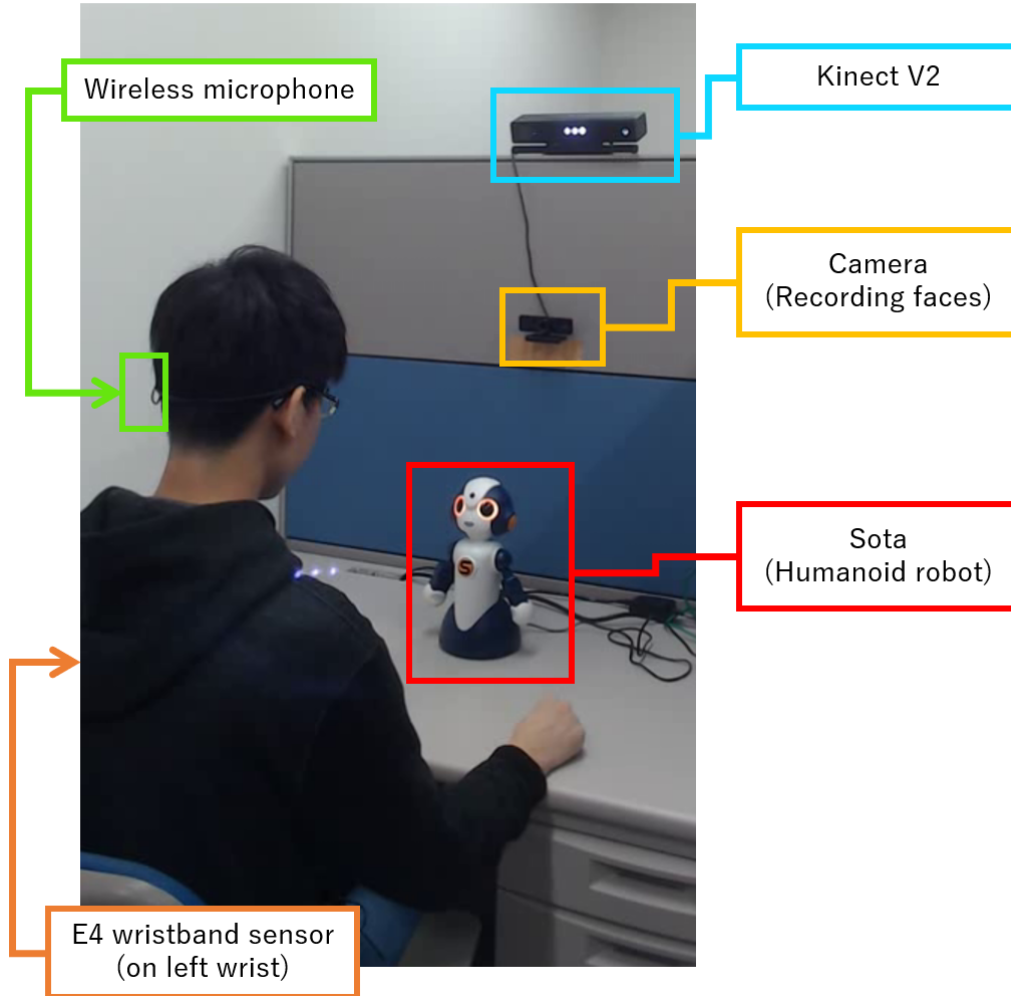 Wireless microphone
Kinect V2
Camera
(Recording faces)
S
Sota
(Humanoid robot)
E4 wristband sensor
(on left wrist)